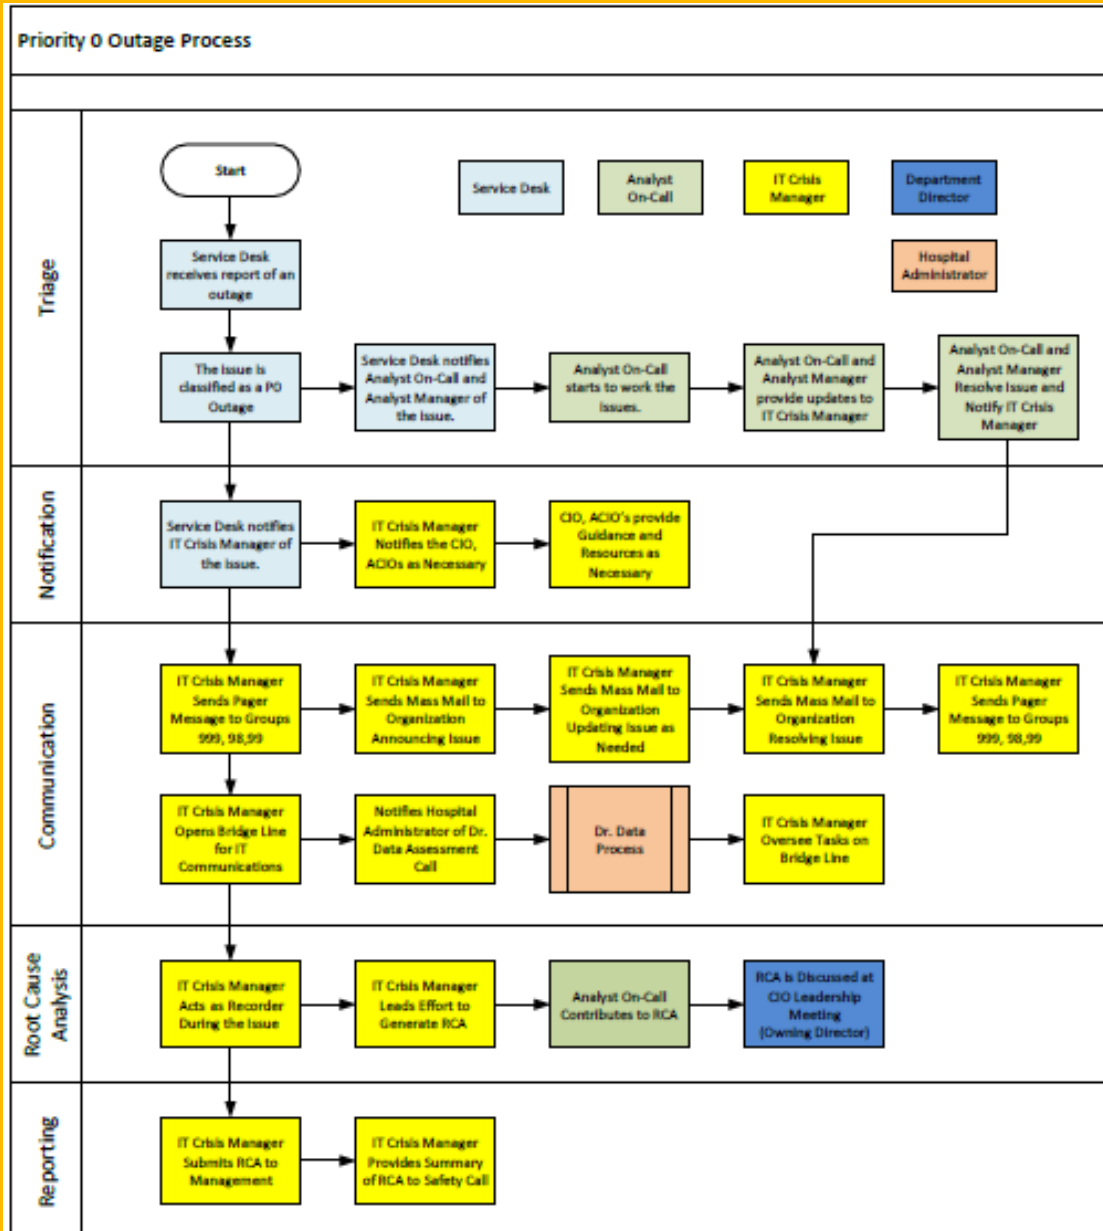 Priority 0 Outage Process
Triage
Start
Service Desk
Analyst
On-Call
IT Crisis
Manager
Department
Director
Hospital
Administrator
Service Desk
receives report of an
outage
The Issue is
classified as a P0
Outage
Service Desk notifies
Analyst On-Call and
Analyst Manager
of the Issue.
Analyst On-Call
starts to work the
Issues.
Analyst On-Call and
Analyst Manager
provide updates to
IT Crisis Manager
Analyst On-Call and
Analyst Manager
Resolve Issue and
Notify IT Crisis
Manager
Notification
Service Desk notifies
IT Crisis Manager of
the Issue.
IT Crisis Manager
Notifies the CIO,
ACIOs as Necessary
CIO, ACIO's provide
Guidance and
Resources as
Necessary
Communication
IT Crisis Manager
Sends Pager
Message to Groups
999, 98,99
IT Crisis Manager
Sends Mass Mail to
Organization
Announcing Issue
IT Crisis Manager
Sends Mass Mail to
Organization
Updating Issue as
Needed
IT Crisis Manager
Sends Mass Mail to
Organization
Resolving Issue
IT Crisis Manager
Sends Pager
Message to Groups
999, 98,99
IT Crisis Manager
Opens Bridge Line
for IT
Communications
Notifies Hospital
Administrator of Dr.
Data Assessment
Call
Dr. Data
Process
IT Crisis Manager
Oversee Tasks on
Bridge Line
Root Cause
Analysis
IT Crisis Manager
Acts as Recorder
During the Issue
IT Crisis Manager
Leads Effort to
Generate RCA
Analyst On-Call
Contributes to RCA
RCA is Discussed at
CIO Leadership
Meeting
(Owning Director)
Reporting
IT Crisis Manager
Submits RCA to
Management
IT Crisis Manager
Provides Summary
of RCA to Safety Call